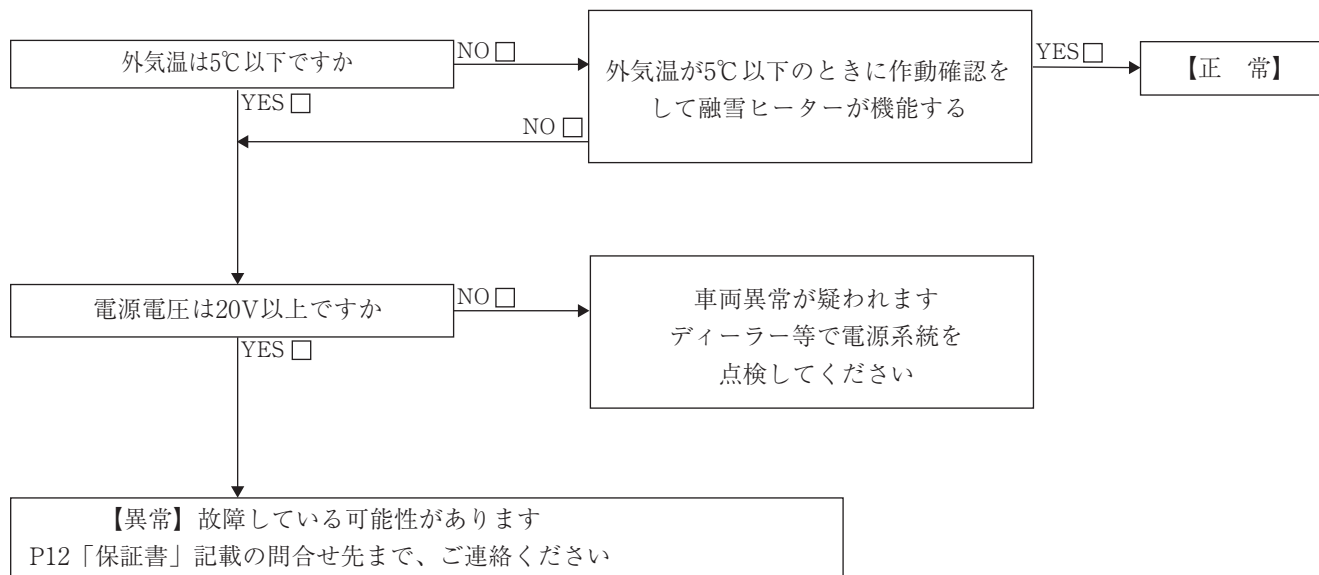 外気温は5℃以下ですか
NO□
外気温が5℃以下のときに作動確認を
して融雪ヒーターが機能する
YES□
【正　常】
YES□
NO□
電源電圧は20V以上ですか
NO□
車両異常が疑われます
ディーラー等で電源系統を
点検してください
YES□
【異常】故障している可能性があります
P12「保証書」記載の問合せ先まで、ご連絡ください